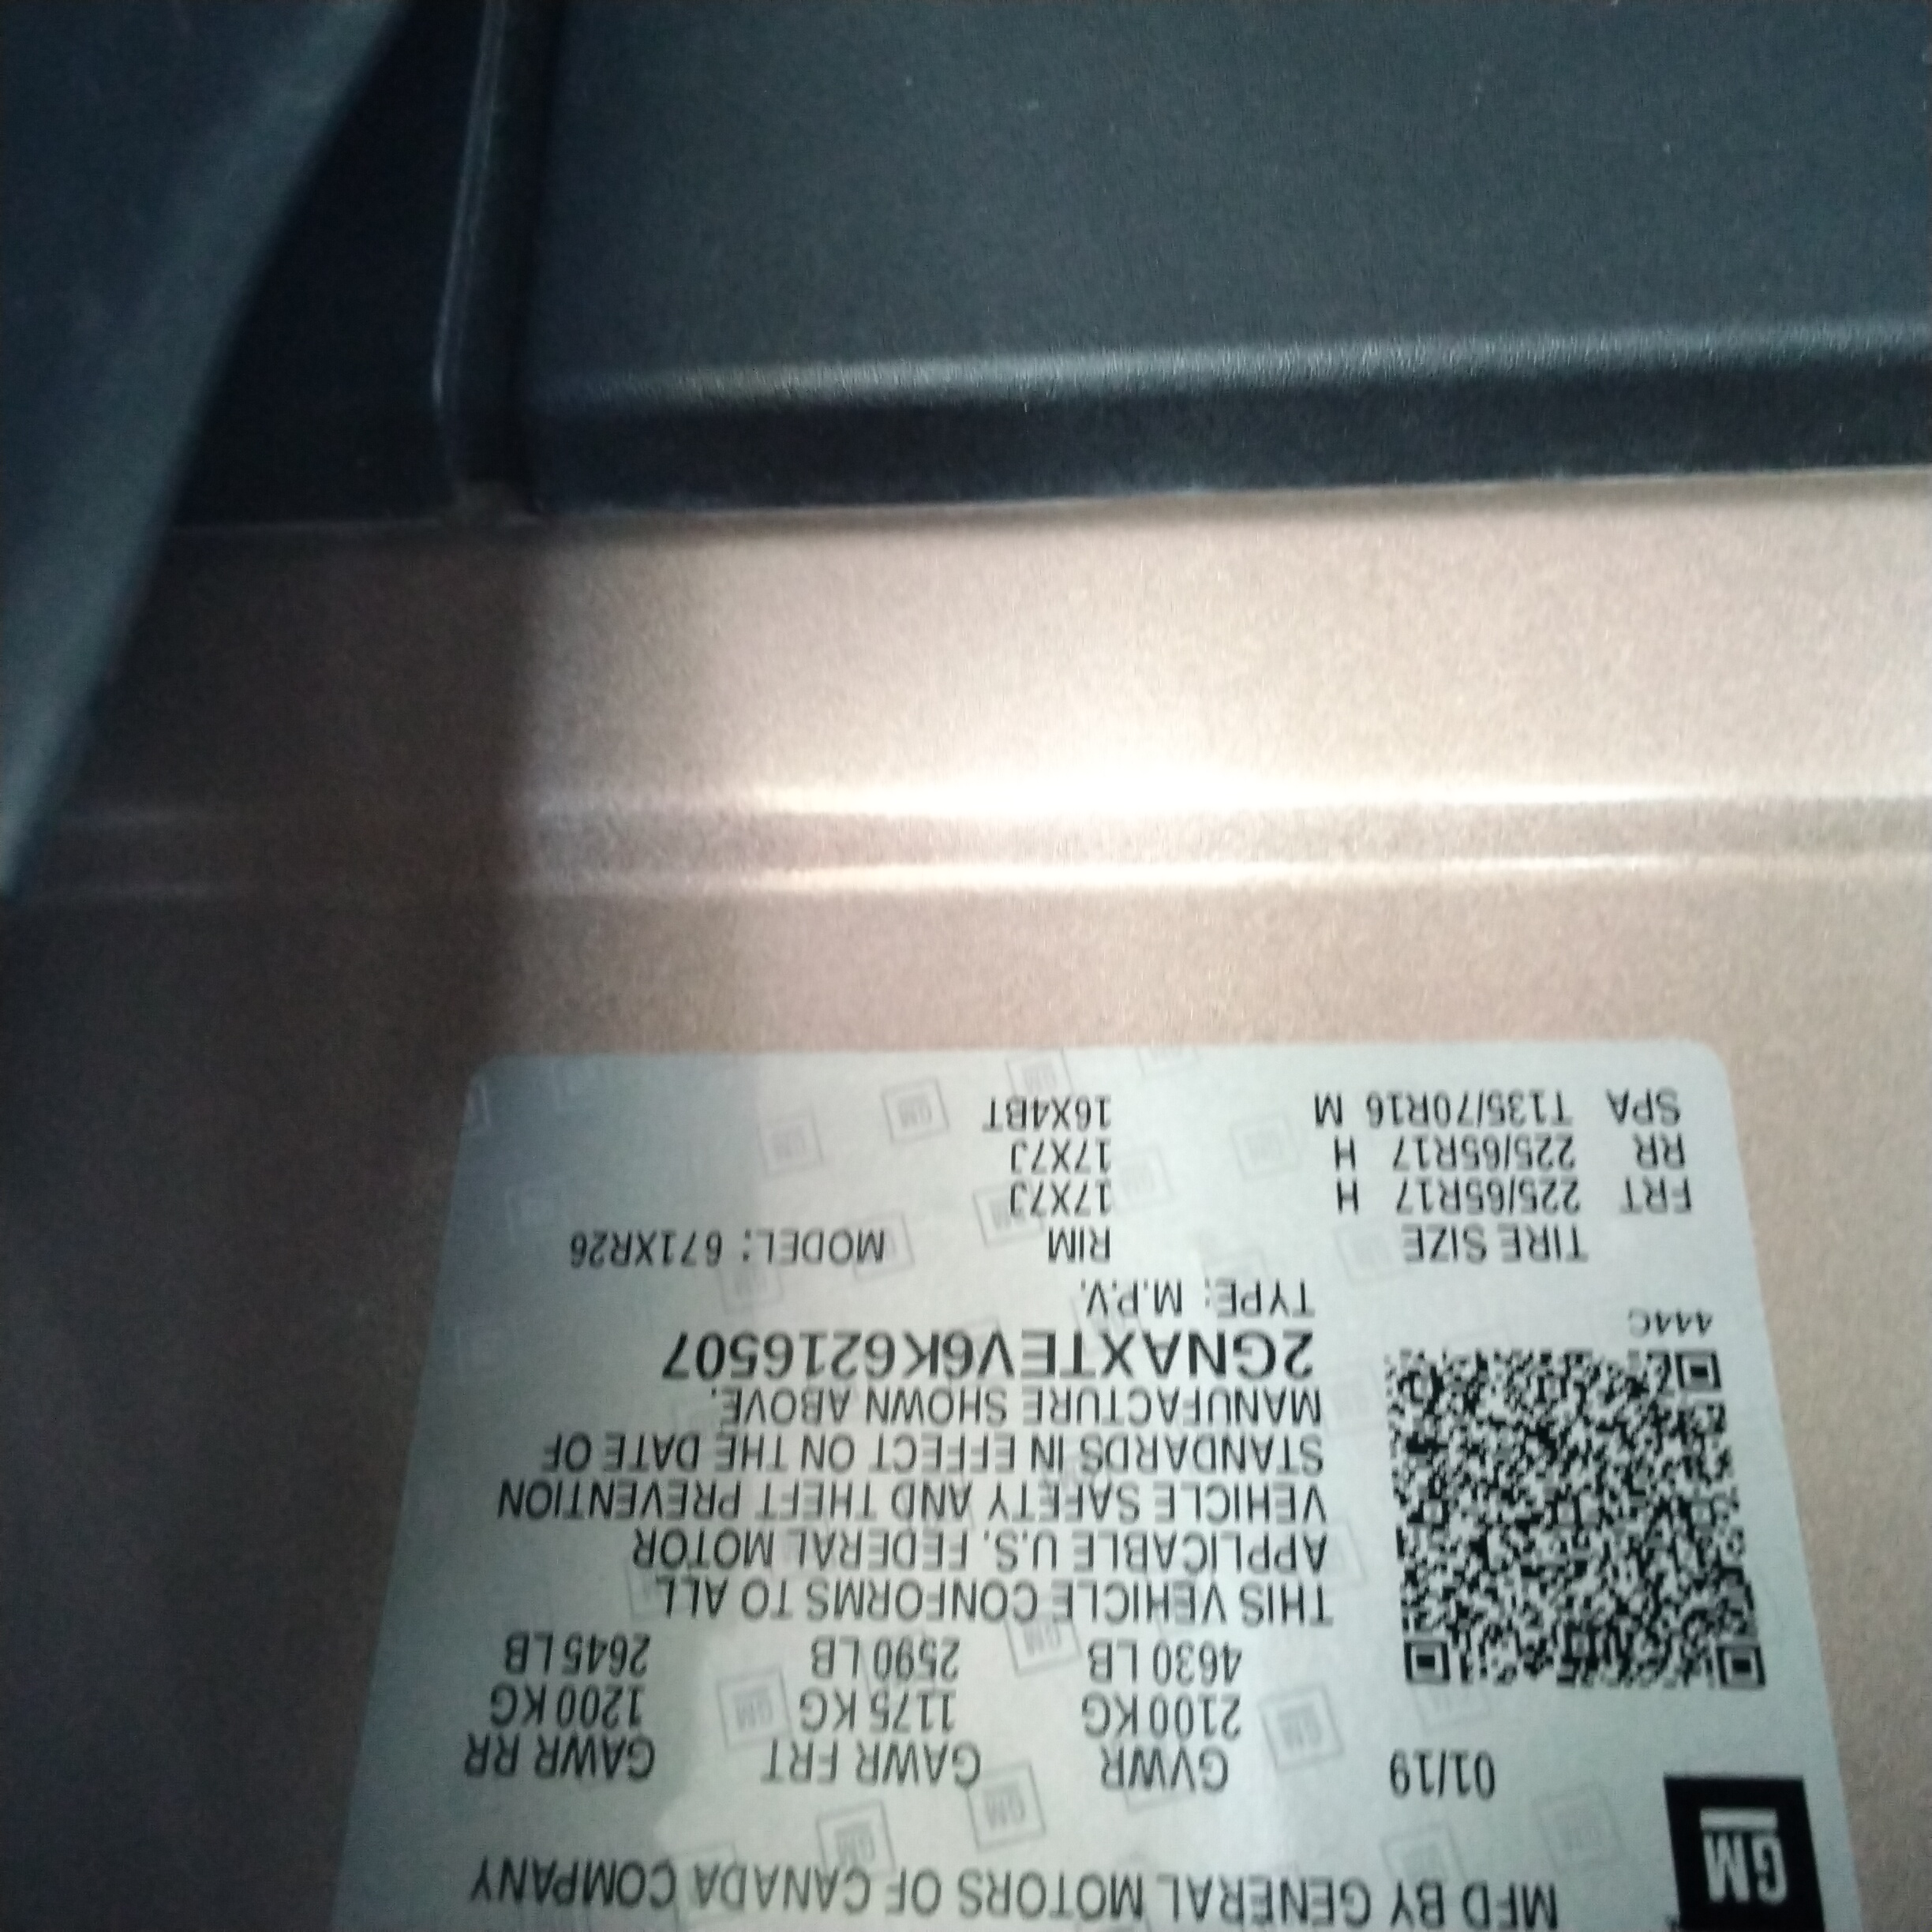 GM
MFD BY GENERAL MOTORS OF CANADA COMPANY
01/19 GVWR GAWR FRT GAWR RR
2100 KG 1175 KG 1200 KG
4630 LB 2590 LB 2645 LB
THIS VEHICLE CONFORMS TO ALL
APPLICABLE U.S. FEDERAL MOTOR
VEHICLE SAFETY AND THEFT PREVENTION
STANDARDS IN EFFECT ON THE DATE OF
MANUFACTURE SHOWN ABOVE.
2GNAXTEV6K6216507
444C
TYPE: M.P.V.
TIRE SIZE RIM MODEL: 671XR26
FRT 225/65R17 H 17X7J
RR 225/65R17 H 17X7J
SPA T135/70R16 M 16X4BT